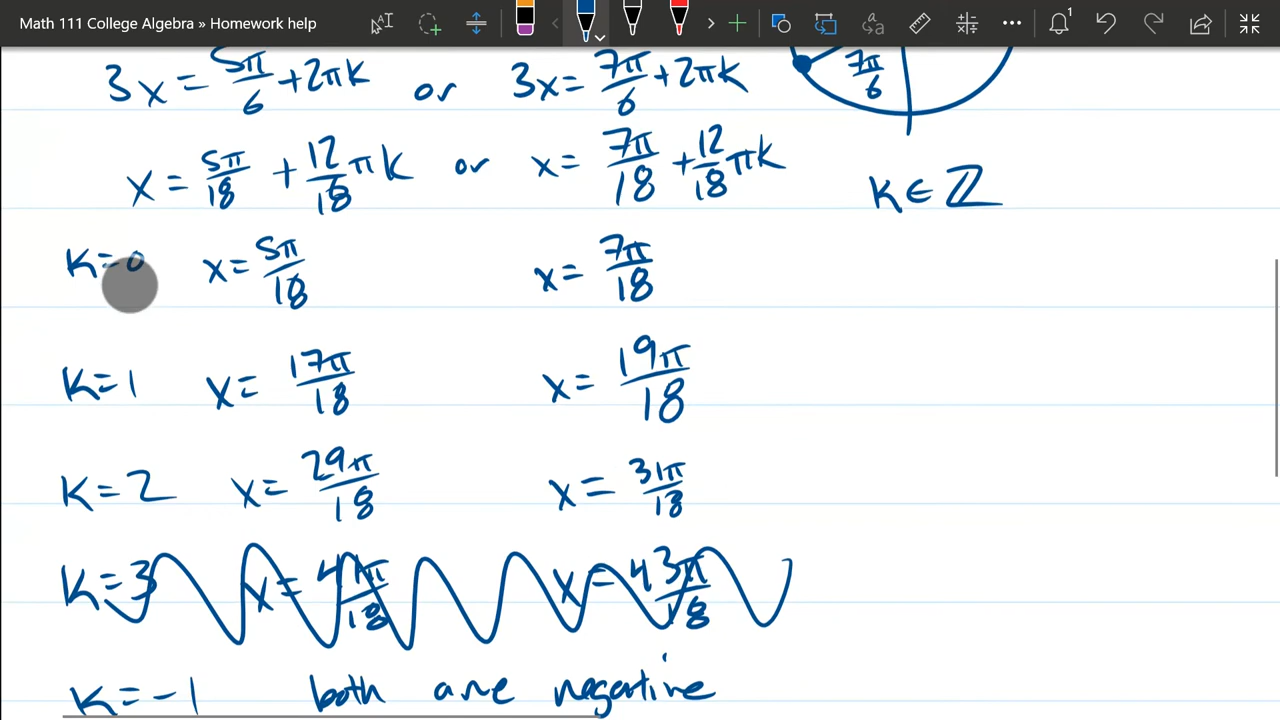 Math 111 College Algebra » Homework help
1
3x = 5π/6 + 2πk or 3x = 7π/6 + 2πk
7π/6
x = 5π/18 + 12/18 πk or x = 7π/18 + 12/18 πk
k ∈ ℤ
k=0 x = 5π/18 x = 7π/18
k=1 x = 17π/18 x = 19π/18
k=2 x = 29π/18 x = 31π/18
k=3 x = 41π/18 x = 43π/18
k=-1 both are negative